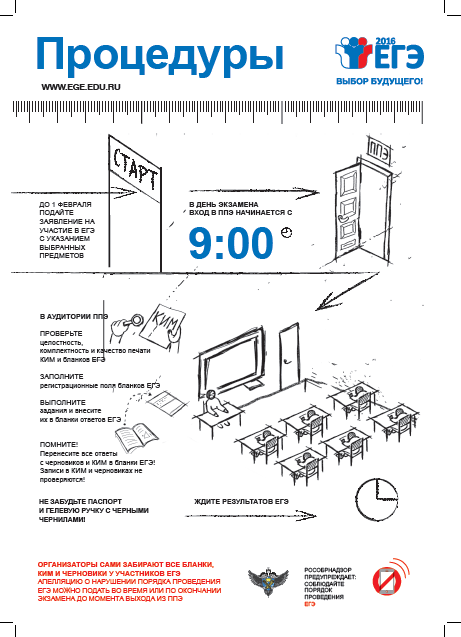 Процедуры
2016
ЕГЭ
ВЫБОР БУДУЩЕГО!
WWW.EGE.EDU.RU
СТАРТ
ППЭ
ДО 1 ФЕВРАЛЯ
ПОДАЙТЕ
ЗАЯВЛЕНИЕ НА
УЧАСТИЕ В ЕГЭ
С УКАЗАНИЕМ
ВЫБРАННЫХ
ПРЕДМЕТОВ
В ДЕНЬ ЭКЗАМЕНА
ВХОД В ППЭ НАЧИНАЕТСЯ С
9:00
В АУДИТОРИИ ППЭ
КИМ
ПРОВЕРЬТЕ
целостность,
комплектность и качество печати
КИМ и бланков ЕГЭ
ЗАПОЛНИТЕ
регистрационные поля бланков ЕГЭ
ВЫПОЛНИТЕ
задания и внесите
их в бланки ответов ЕГЭ
ПОМНИТЕ!
Перенесите все ответы
с черновиков и КИМ в бланки ЕГЭ!
Записи в КИМ и черновиках не
проверяются!
НЕ ЗАБУДЬТЕ ПАСПОРТ
И ГЕЛЕВУЮ РУЧКУ С ЧЕРНЫМИ
ЧЕРНИЛАМИ!
ЖДИТЕ РЕЗУЛЬТАТОВ ЕГЭ
ОРГАНИЗАТОРЫ САМИ ЗАБИРАЮТ ВСЕ БЛАНКИ,
КИМ И ЧЕРНОВИКИ У УЧАСТНИКОВ ЕГЭ
АПЕЛЛЯЦИЮ О НАРУШЕНИИ ПОРЯДКА ПРОВЕДЕНИЯ
ЕГЭ МОЖНО ПОДАТЬ ВО ВРЕМЯ ИЛИ ПО ОКОНЧАНИИ
ЭКЗАМЕНА ДО МОМЕНТА ВЫХОДА ИЗ ППЭ
РОСОБРНАДЗОР
ПРЕДУПРЕЖДАЕТ:
СОБЛЮДАЙТЕ
ПОРЯДОК
ПРОВЕДЕНИЯ
ЕГЭ